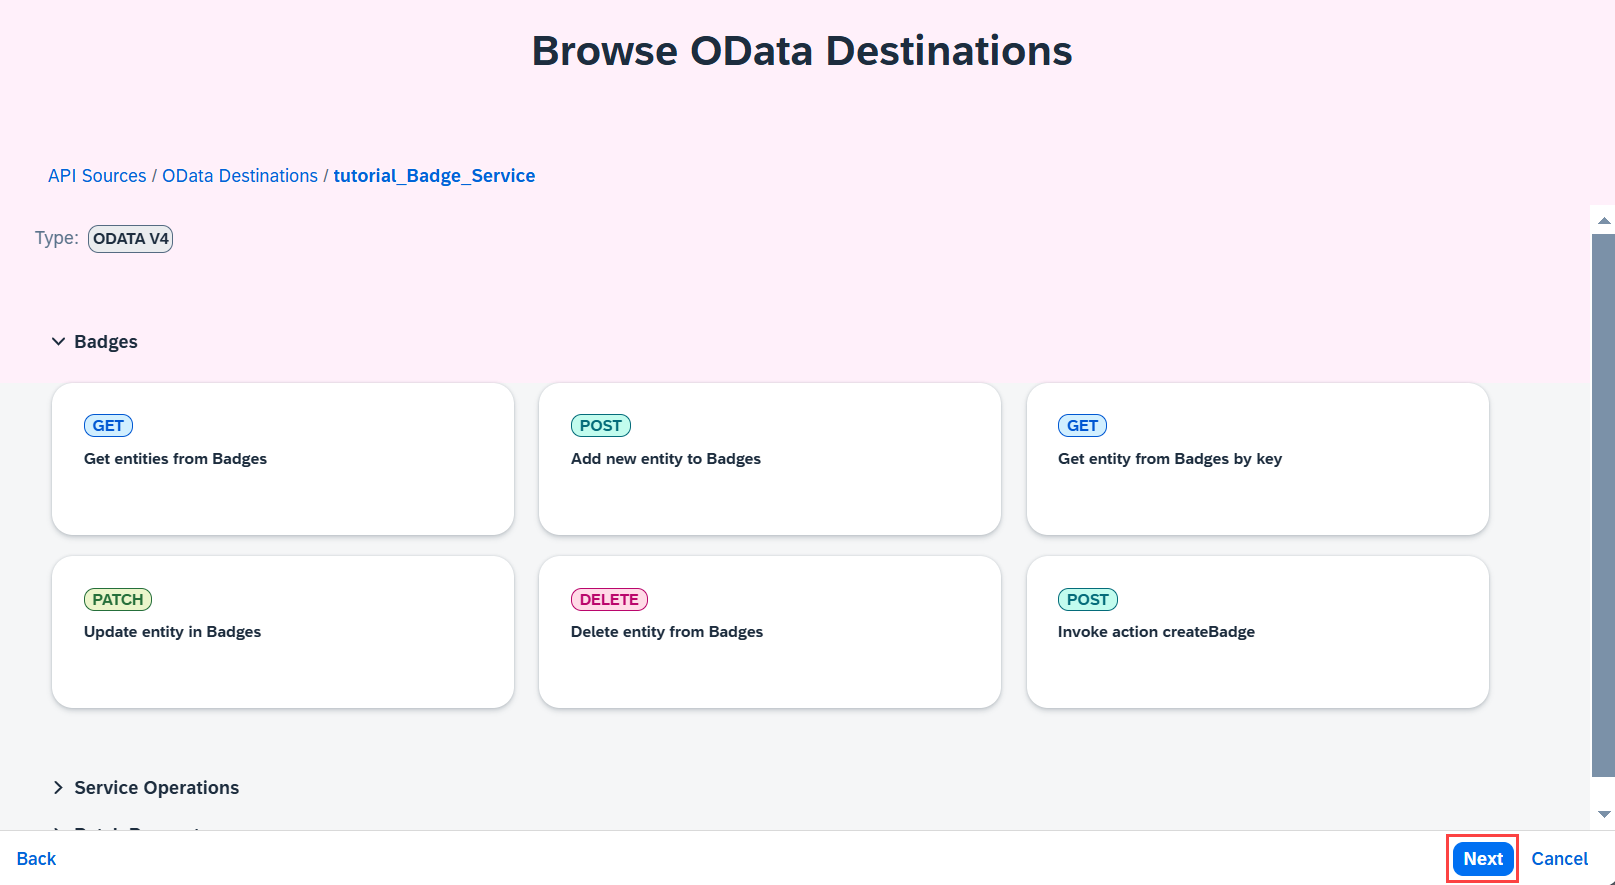 Browse OData Destinations
API Sources / OData Destinations / tutorial_Badge_Service
Type: ODATA V4
Badges
GET
Get entities from Badges
POST
Add new entity to Badges
GET
Get entity from Badges by key
PATCH
Update entity in Badges
DELETE
Delete entity from Badges
POST
Invoke action createBadge
Service Operations
Back
Next
Cancel